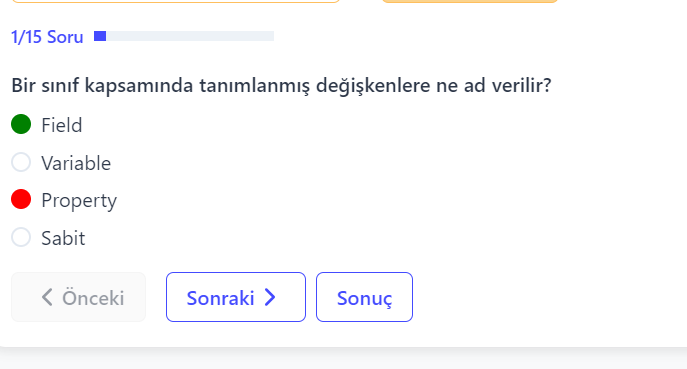 1/15 Soru
Bir sınıf kapsamında tanımlanmış değişkenlere ne ad verilir?
Field
Variable
Property
Sabit
Önceki
Sonraki
Sonuç